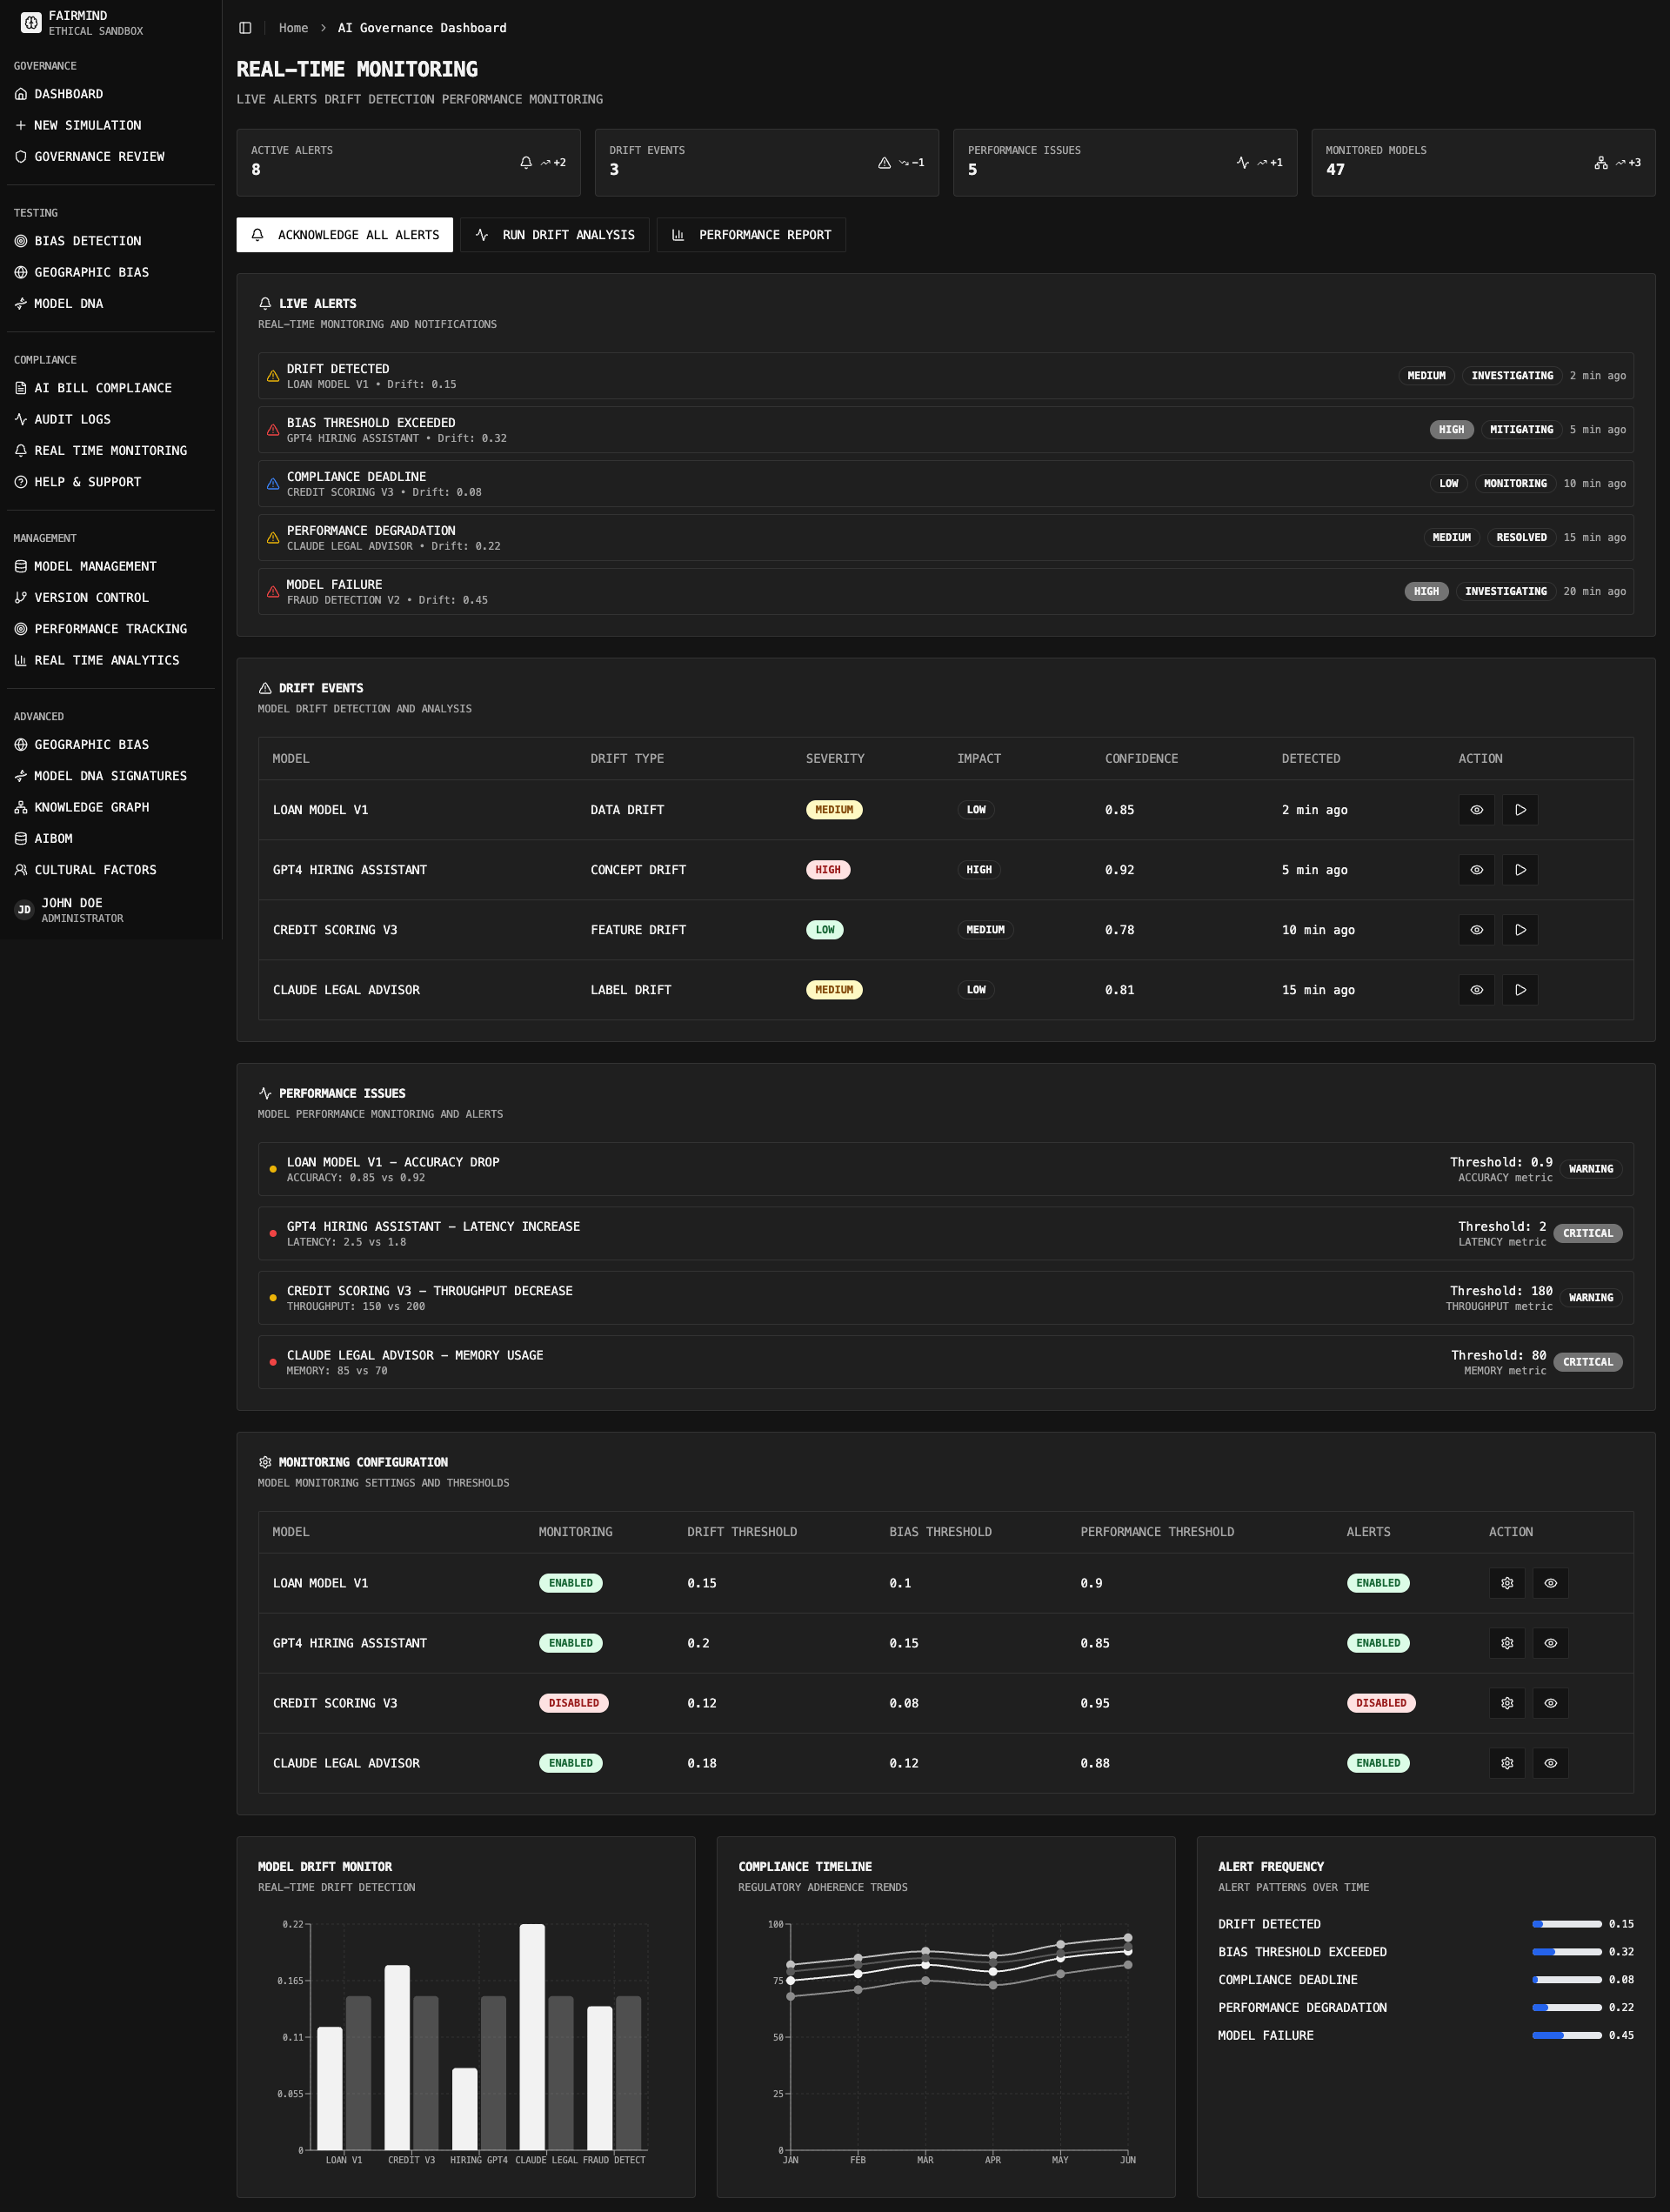 FAIRMIND
ETHICAL SANDBOX
GOVERNANCE
DASHBOARD
NEW SIMULATION
GOVERNANCE REVIEW
TESTING
BIAS DETECTION
GEOGRAPHIC BIAS
MODEL DNA
COMPLIANCE
AI BILL COMPLIANCE
AUDIT LOGS
REAL TIME MONITORING
HELP & SUPPORT
MANAGEMENT
MODEL MANAGEMENT
VERSION CONTROL
PERFORMANCE TRACKING
REAL TIME ANALYTICS
ADVANCED
GEOGRAPHIC BIAS
MODEL DNA SIGNATURES
KNOWLEDGE GRAPH
AIBOM
CULTURAL FACTORS
JD JOHN DOE
ADMINISTRATOR
Home > AI Governance Dashboard
REAL-TIME MONITORING
LIVE ALERTS DRIFT DETECTION PERFORMANCE MONITORING
ACTIVE ALERTS
8 +2
DRIFT EVENTS
3 -1
PERFORMANCE ISSUES
5 +1
MONITORED MODELS
47 +3
ACKNOWLEDGE ALL ALERTS RUN DRIFT ANALYSIS PERFORMANCE REPORT
LIVE ALERTS
REAL-TIME MONITORING AND NOTIFICATIONS
DRIFT DETECTED
LOAN MODEL V1 • Drift: 0.15
MEDIUM INVESTIGATING 2 min ago
BIAS THRESHOLD EXCEEDED
GPT4 HIRING ASSISTANT • Drift: 0.32
HIGH MITIGATING 5 min ago
COMPLIANCE DEADLINE
CREDIT SCORING V3 • Drift: 0.08
LOW MONITORING 10 min ago
PERFORMANCE DEGRADATION
CLAUDE LEGAL ADVISOR • Drift: 0.22
MEDIUM RESOLVED 15 min ago
MODEL FAILURE
FRAUD DETECTION V2 • Drift: 0.45
HIGH INVESTIGATING 20 min ago
DRIFT EVENTS
MODEL DRIFT DETECTION AND ANALYSIS
MODEL DRIFT TYPE SEVERITY IMPACT CONFIDENCE DETECTED ACTION
LOAN MODEL V1 DATA DRIFT MEDIUM LOW 0.85 2 min ago
GPT4 HIRING ASSISTANT CONCEPT DRIFT HIGH HIGH 0.92 5 min ago
CREDIT SCORING V3 FEATURE DRIFT LOW MEDIUM 0.78 10 min ago
CLAUDE LEGAL ADVISOR LABEL DRIFT MEDIUM LOW 0.81 15 min ago
PERFORMANCE ISSUES
MODEL PERFORMANCE MONITORING AND ALERTS
LOAN MODEL V1 - ACCURACY DROP
ACCURACY: 0.85 vs 0.92
Threshold: 0.9
ACCURACY metric
WARNING
GPT4 HIRING ASSISTANT - LATENCY INCREASE
LATENCY: 2.5 vs 1.8
Threshold: 2
LATENCY metric
CRITICAL
CREDIT SCORING V3 - THROUGHPUT DECREASE
THROUGHPUT: 150 vs 200
Threshold: 180
THROUGHPUT metric
WARNING
CLAUDE LEGAL ADVISOR - MEMORY USAGE
MEMORY: 85 vs 70
Threshold: 80
MEMORY metric
CRITICAL
MONITORING CONFIGURATION
MODEL MONITORING SETTINGS AND THRESHOLDS
MODEL MONITORING DRIFT THRESHOLD BIAS THRESHOLD PERFORMANCE THRESHOLD ALERTS ACTION
LOAN MODEL V1 ENABLED 0.15 0.1 0.9 ENABLED
GPT4 HIRING ASSISTANT ENABLED 0.2 0.15 0.85 ENABLED
CREDIT SCORING V3 DISABLED 0.12 0.08 0.95 DISABLED
CLAUDE LEGAL ADVISOR ENABLED 0.18 0.12 0.88 ENABLED
MODEL DRIFT MONITOR
REAL-TIME DRIFT DETECTION
0.22
0.165
0.11
0.055
0
LOAN V1 CREDIT V3 HIRING GPT4 CLAUDE LEGAL FRAUD DETECT
COMPLIANCE TIMELINE
REGULATORY ADHERENCE TRENDS
100
75
50
25
0
JAN FEB MAR APR MAY JUN
ALERT FREQUENCY
ALERT PATTERNS OVER TIME
DRIFT DETECTED 0.15
BIAS THRESHOLD EXCEEDED 0.32
COMPLIANCE DEADLINE 0.08
PERFORMANCE DEGRADATION 0.22
MODEL FAILURE 0.45